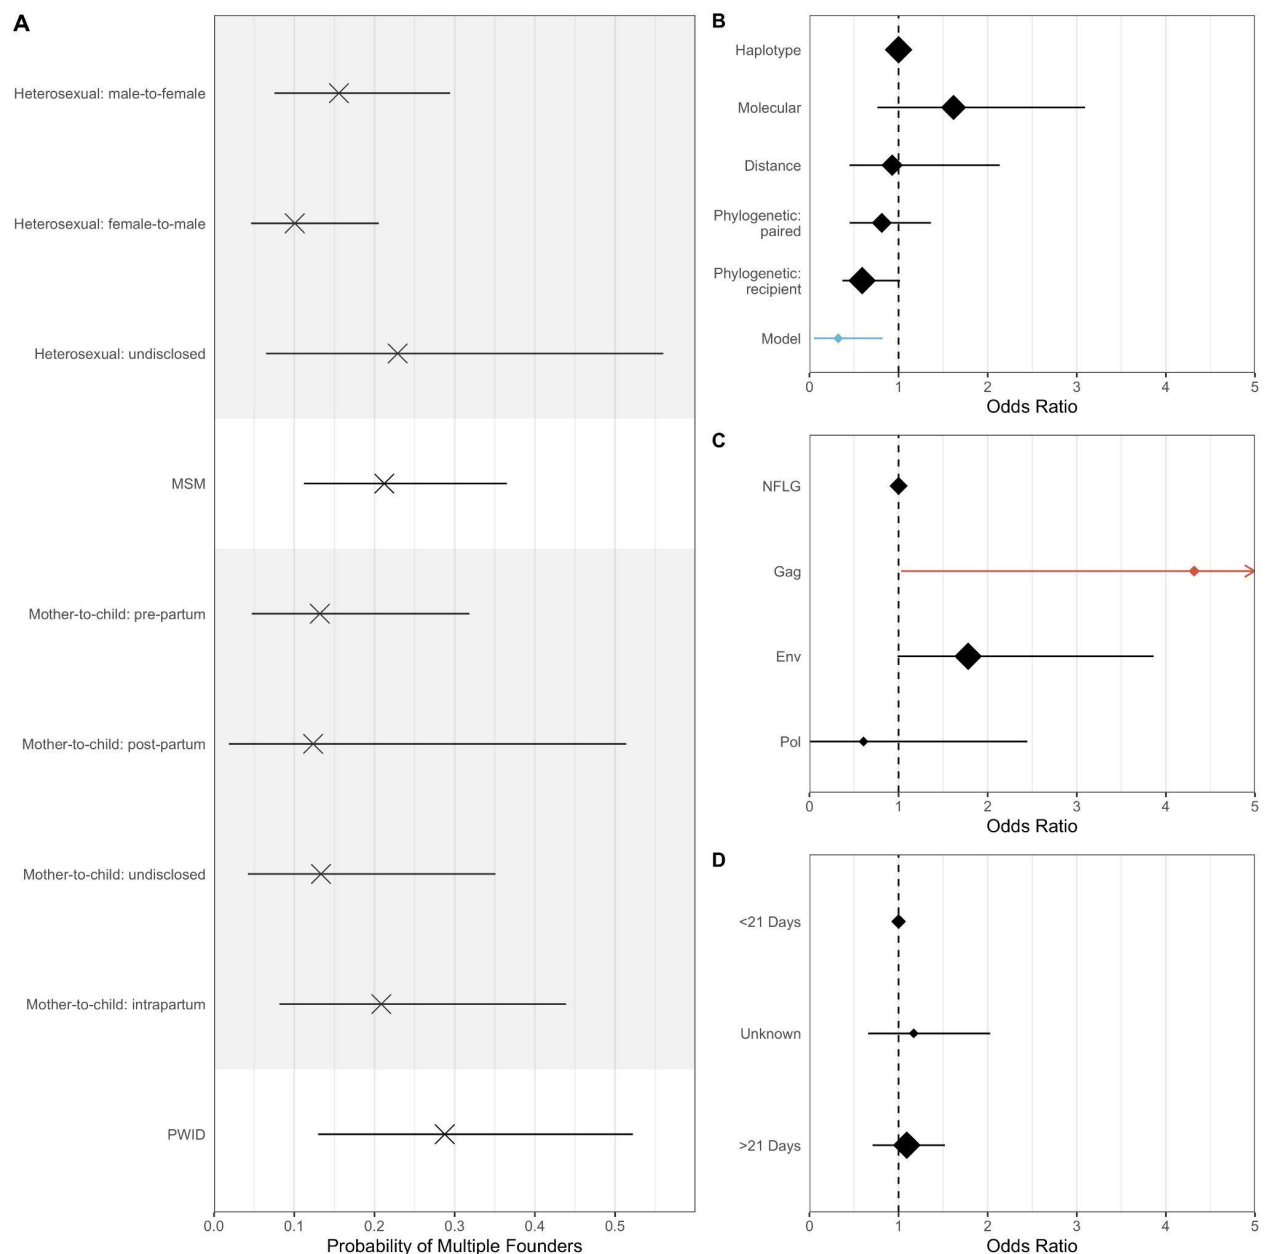 A
Heterosexual: male-to-female
Heterosexual: female-to-male
Heterosexual: undisclosed
MSM
Mother-to-child: pre-partum
Mother-to-child: post-partum
Mother-to-child: undisclosed
Mother-to-child: intrapartum
PWID
0.0 0.1 0.2 0.3 0.4 0.5
Probability of Multiple Founders
B
Haplotype
Molecular
Distance
Phylogenetic:
paired
Phylogenetic:
recipient
Model
0 1 2 3 4 5
Odds Ratio
C
NFLG
Gag
Env
Pol
0 1 2 3 4 5
Odds Ratio
D
<21 Days
Unknown
>21 Days
0 1 2 3 4 5
Odds Ratio